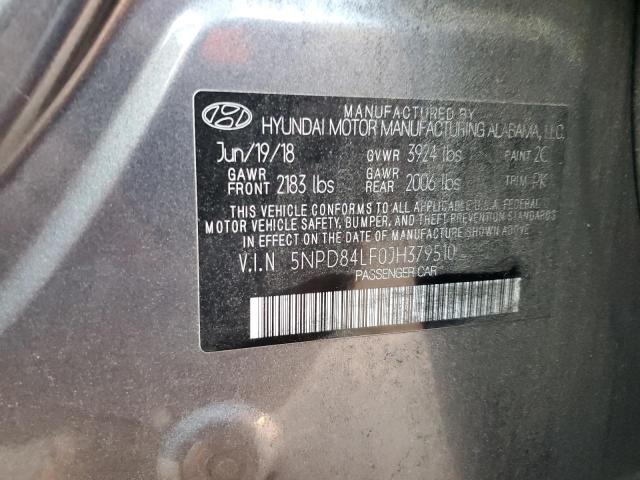 MANUFACTURED BY
HYUNDAI MOTOR MANUFACTURING ALABAMA, LLC.
Jun/19/18 GVWR 3924 lbs PAINT 2C
GAWR FRONT 2183 lbs GAWR REAR 2006 lbs TRIM PK
THIS VEHICLE CONFORMS TO ALL APPLICABLE U.S.A. FEDERAL
MOTOR VEHICLE SAFETY, BUMPER, AND THEFT PREVENTION STANDARDS
IN EFFECT ON THE DATE OF MANUFACTURE SHOWN ABOVE.
V.I.N 5NPD84LF0JH379510
PASSENGER CAR